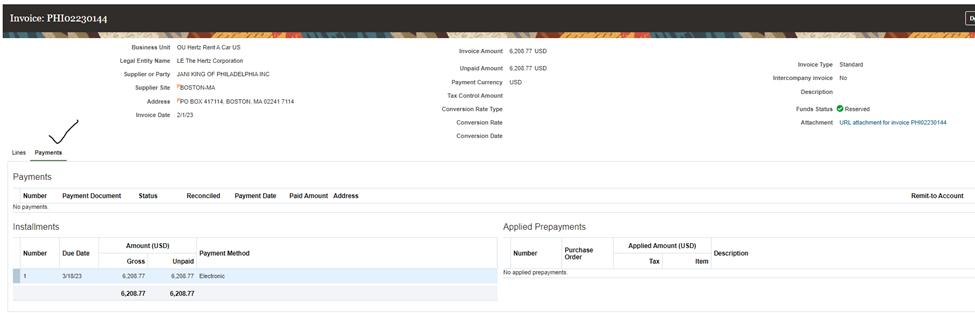 Invoice: PHI02230144
Business Unit OU Hertz Rent A Car US
Legal Entity Name LE The Hertz Corporation
Supplier or Party JANI KING OF PHILADELPHIA INC
Supplier Site PBOSTON-MA
Address PPO BOX 417114, BOSTON, MA 02241 7114
Invoice Date 2/1/23
Invoice Amount 6,208.77 USD
Unpaid Amount 6,208.77 USD
Payment Currency USD
Tax Control Amount
Conversion Rate Type
Conversion Rate
Conversion Date
Invoice Type Standard
Intercompany invoice No
Description
Funds Status Reserved
Attachment URL attachment for invoice PHI02230144
Lines Payments
Payments
Number Payment Document Status Reconciled Payment Date Paid Amount Address Remit-to Account
No payments.
Installments
Number Due Date Amount (USD) Payment Method
Gross Unpaid
1 3/18/23 6,208.77 6,208.77 Electronic
6,208.77 6,208.77
Applied Prepayments
Number Purchase Order Applied Amount (USD) Description
Tax Item
No applied prepayments.